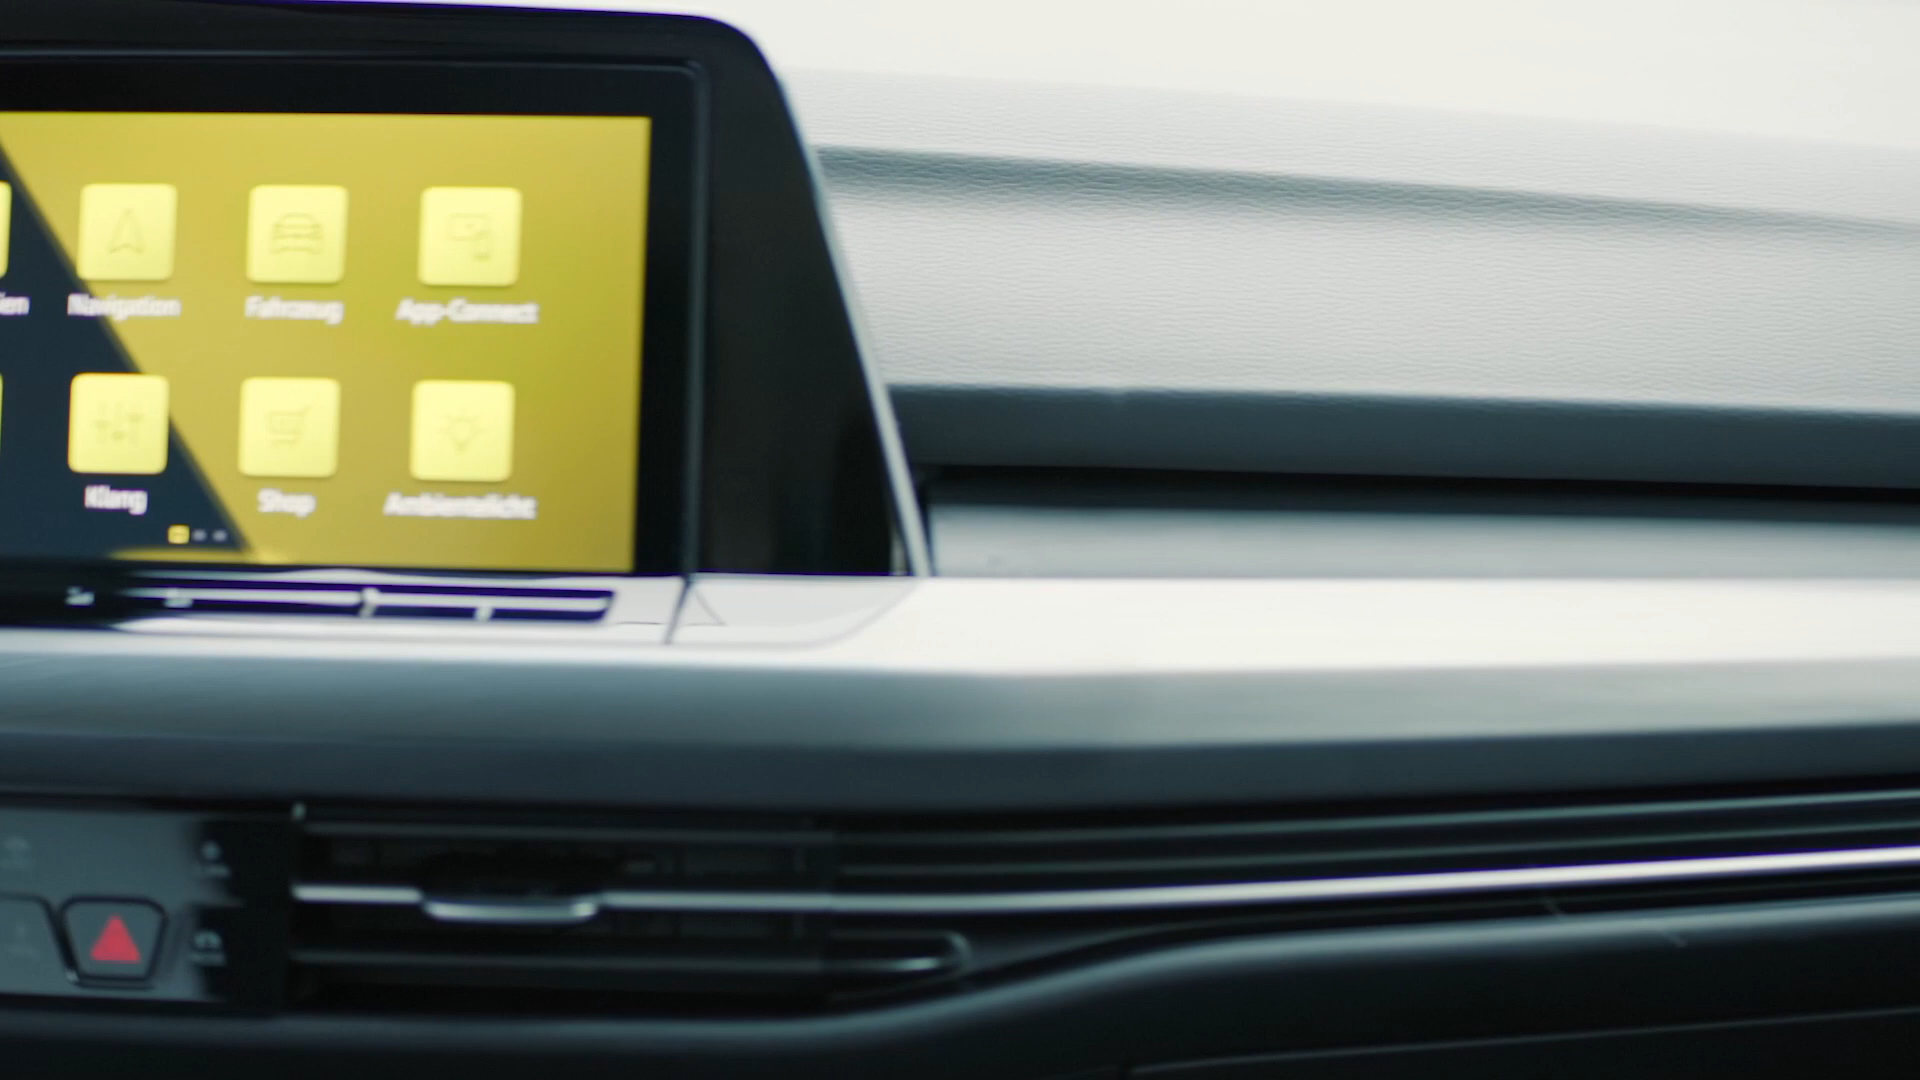 Navigation
Fahrzeug
App-Connect
Klang
Shop
Ambientelicht